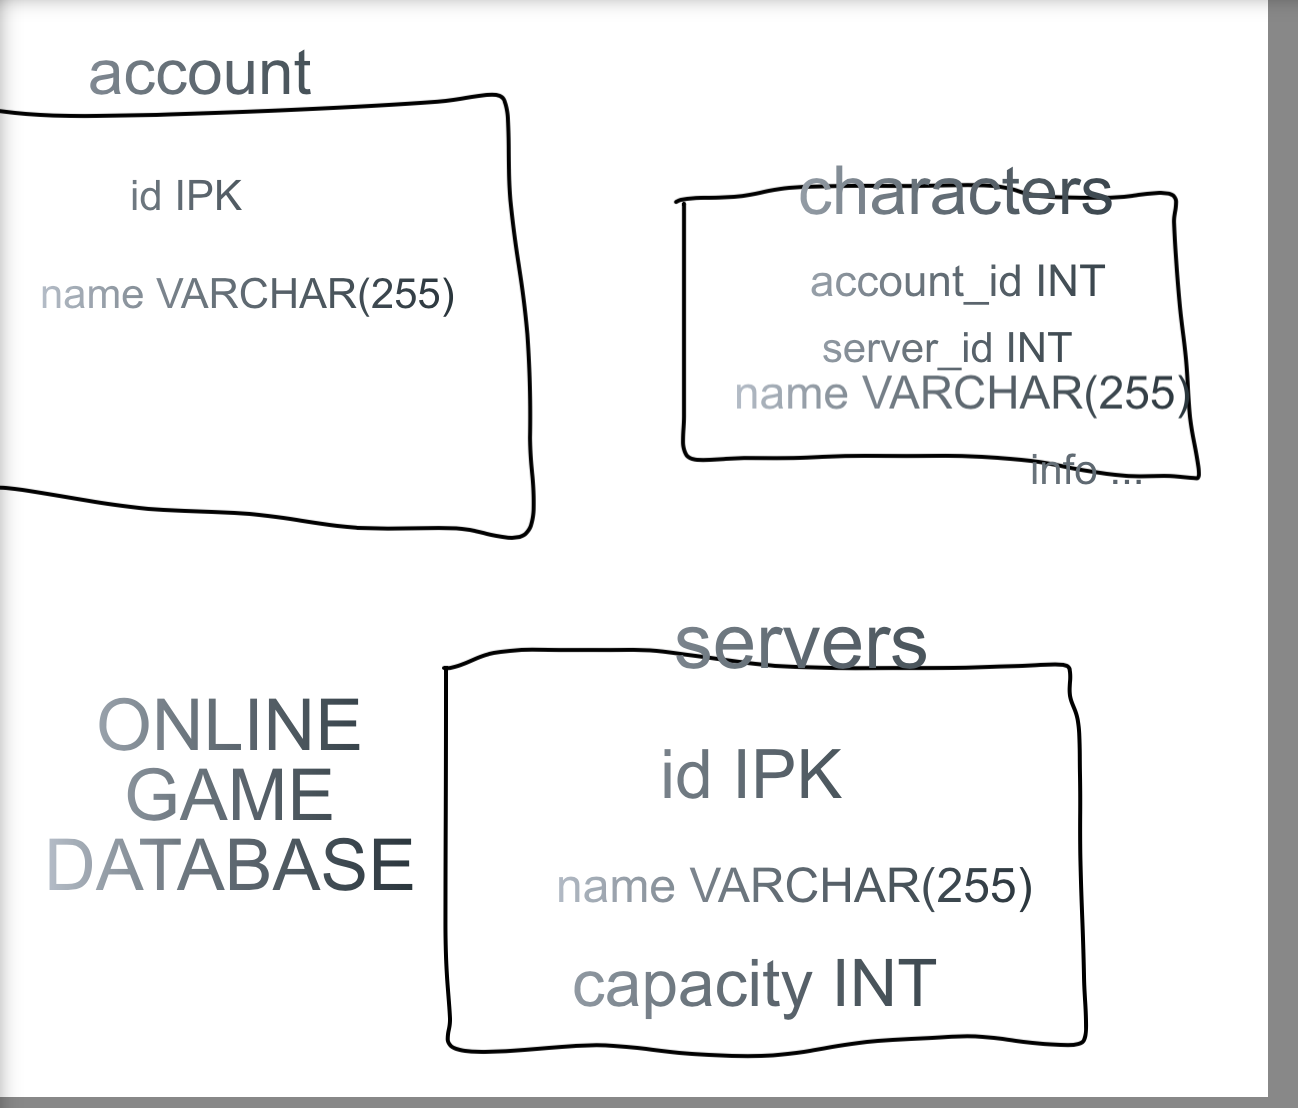 account
id IPK
name VARCHAR(255)
characters
account_id INT
server_id INT
name VARCHAR(255)
info ...
servers
id IPK
name VARCHAR(255)
capacity INT
ONLINE
GAME
DATABASE